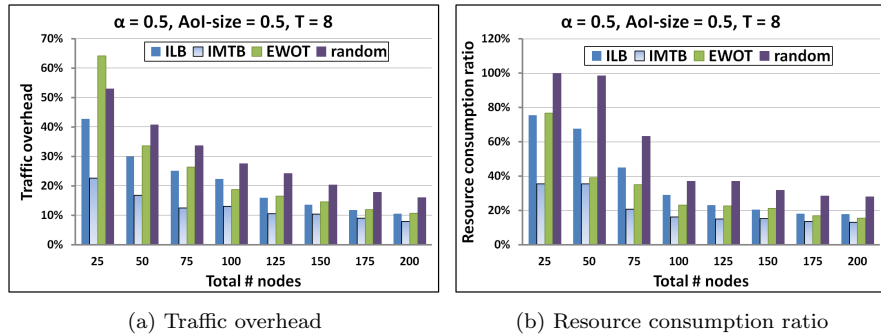 α = 0.5, AoI-size = 0.5, T = 8
ILB IMTB EWOT random
Traffic overhead
70%
60%
50%
40%
30%
20%
10%
0%
25 50 75 100 125 150 175 200
Total # nodes
(a) Traffic overhead
α = 0.5, AoI-size = 0.5, T = 8
ILB IMTB EWOT random
Resource consumption ratio
120%
100%
80%
60%
40%
20%
0%
25 50 75 100 125 150 175 200
Total # nodes
(b) Resource consumption ratio